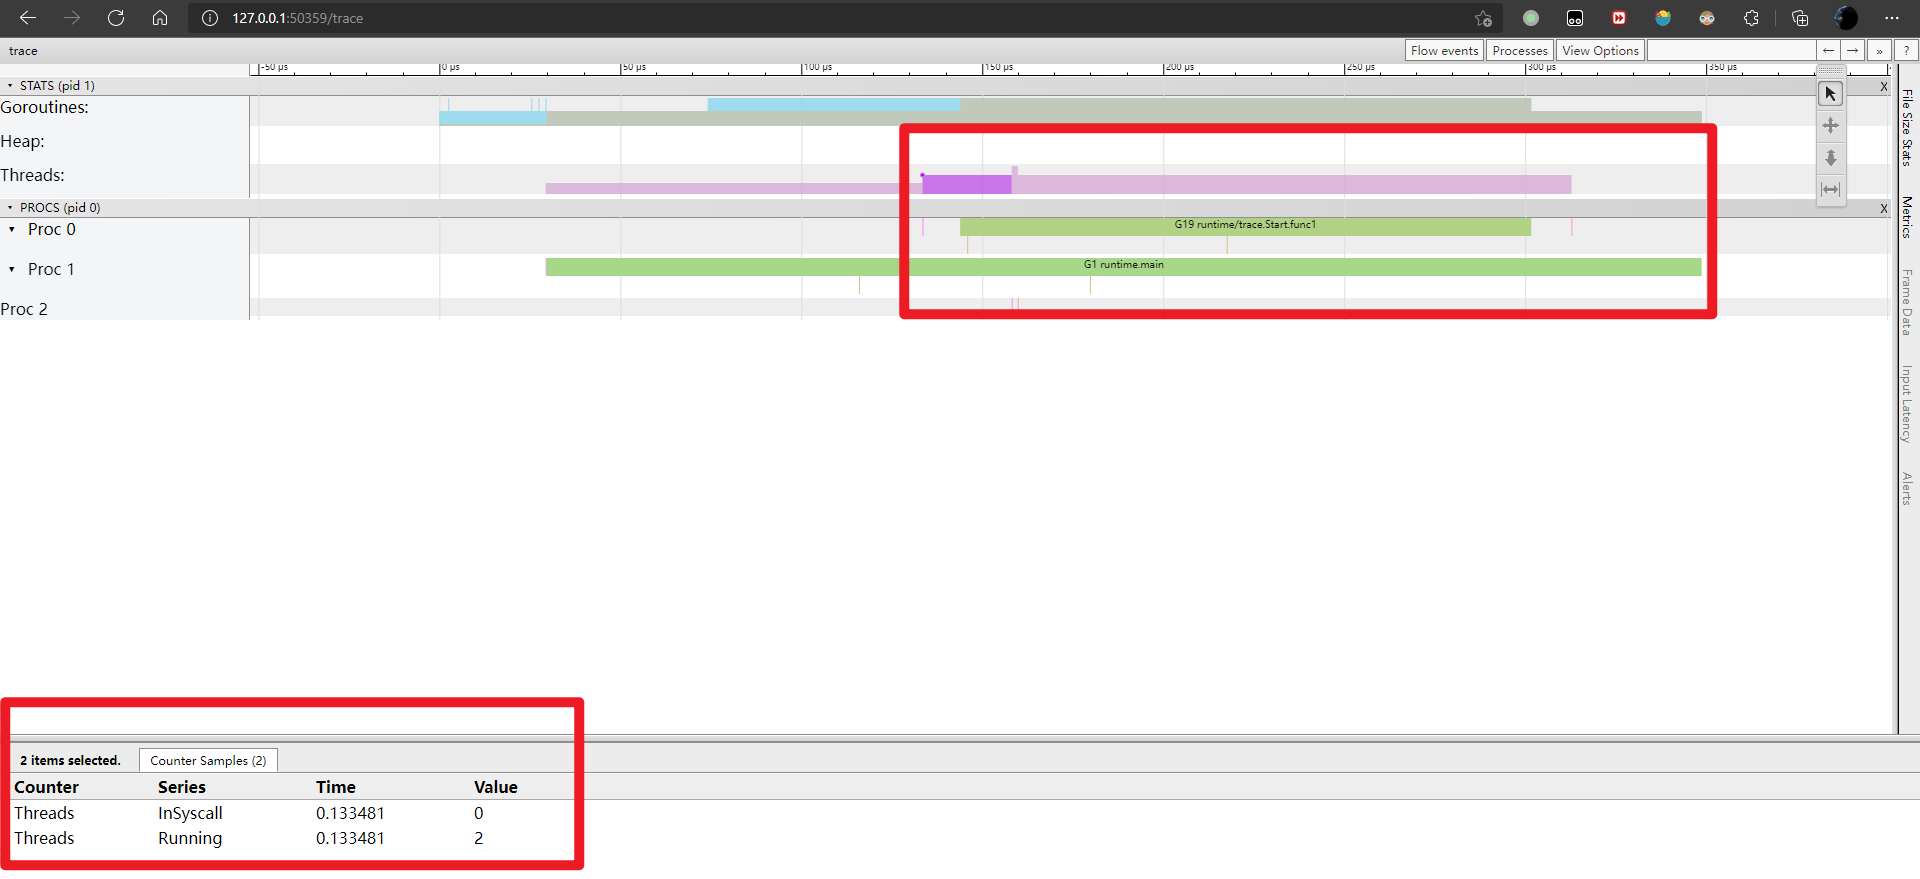 127.0.0.1:50359/trace
trace
Flow events Processes View Options ← → » ?
-50 µs 0 µs 50 µs 100 µs 150 µs 200 µs 250 µs 300 µs 350 µs
STATS (pid 1) X
Goroutines:
Heap:
Threads:
PROCS (pid 0) X
Proc 0
G19 runtime/trace.Start.func1
Proc 1
G1 runtime.main
Proc 2
File Size Stats
Metrics
Frame Data
Input Latency
Alerts
2 items selected. Counter Samples (2)
Counter Series Time Value
Threads InSyscall 0.133481 0
Threads Running 0.133481 2